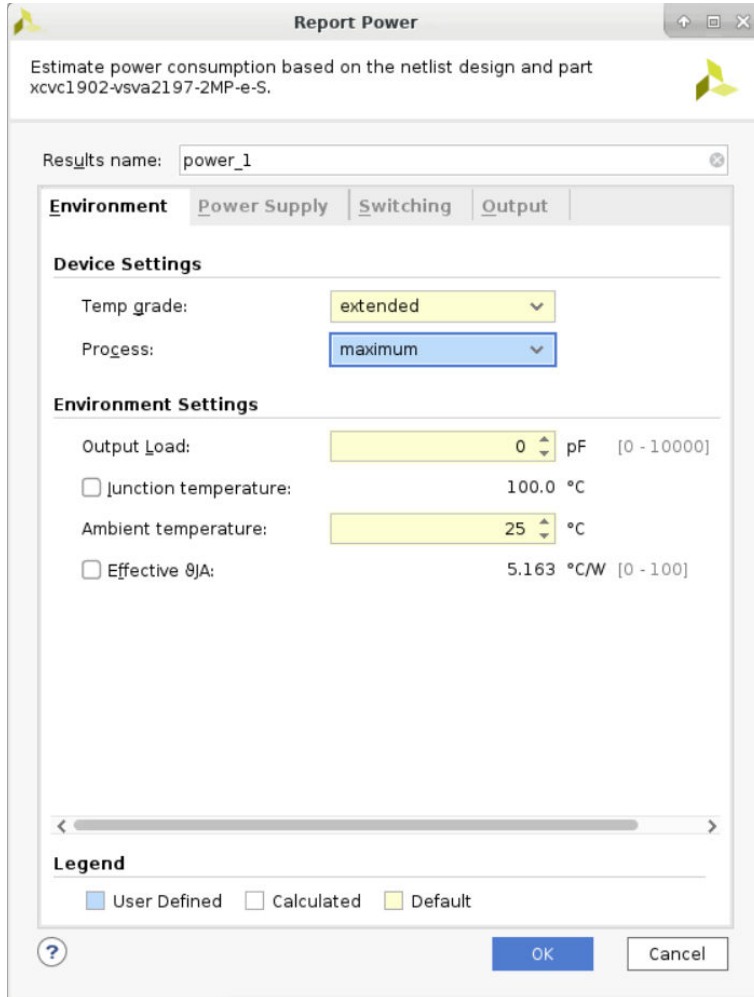 Report Power
Estimate power consumption based on the netlist design and part
xcvc1902-vsva2197-2MP-e-S.
Results name: power_1
Environment Power Supply Switching Output
Device Settings
Temp grade: extended
Process: maximum
Environment Settings
Output Load: 0 pF [0 - 10000]
Junction temperature: 100.0 °C
Ambient temperature: 25 °C
Effective ϑJA: 5.163 °C/W [0 - 100]
Legend
User Defined Calculated Default
? OK Cancel